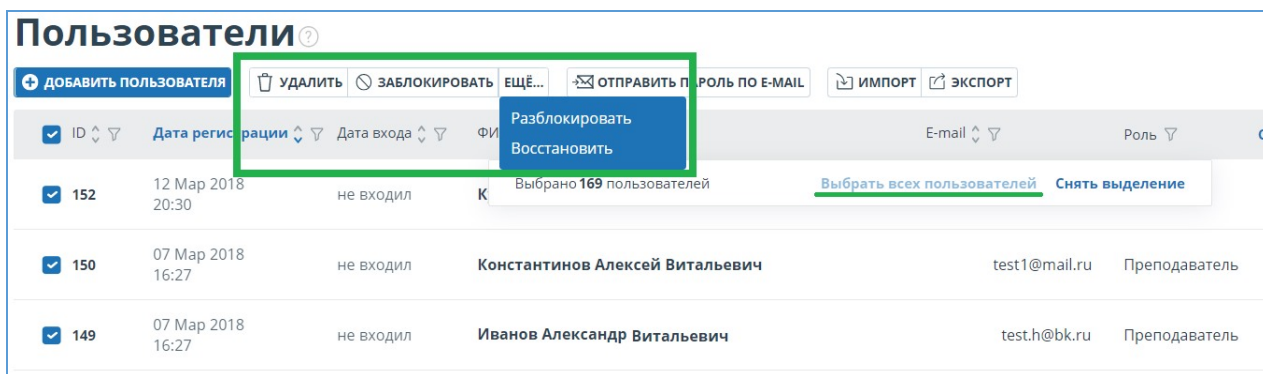 Пользователи
ДОБАВИТЬ ПОЛЬЗОВАТЕЛЯ УДАЛИТЬ ЗАБЛОКИРОВАТЬ ЕЩЁ... ОТПРАВИТЬ ПАРОЛЬ ПО E-MAIL ИМПОРТ ЭКСПОРТ
Разблокировать
Восстановить
ID Дата регистрации Дата входа E-mail Роль
Выбрано 169 пользователей Выбрать всех пользователей Снять выделение
152 12 Мар 2018 не входил
20:30
150 07 Мар 2018 не входил Константинов Алексей Витальевич test1@mail.ru Преподаватель
16:27
149 07 Мар 2018 не входил Иванов Александр Витальевич test.h@bk.ru Преподаватель
16:27